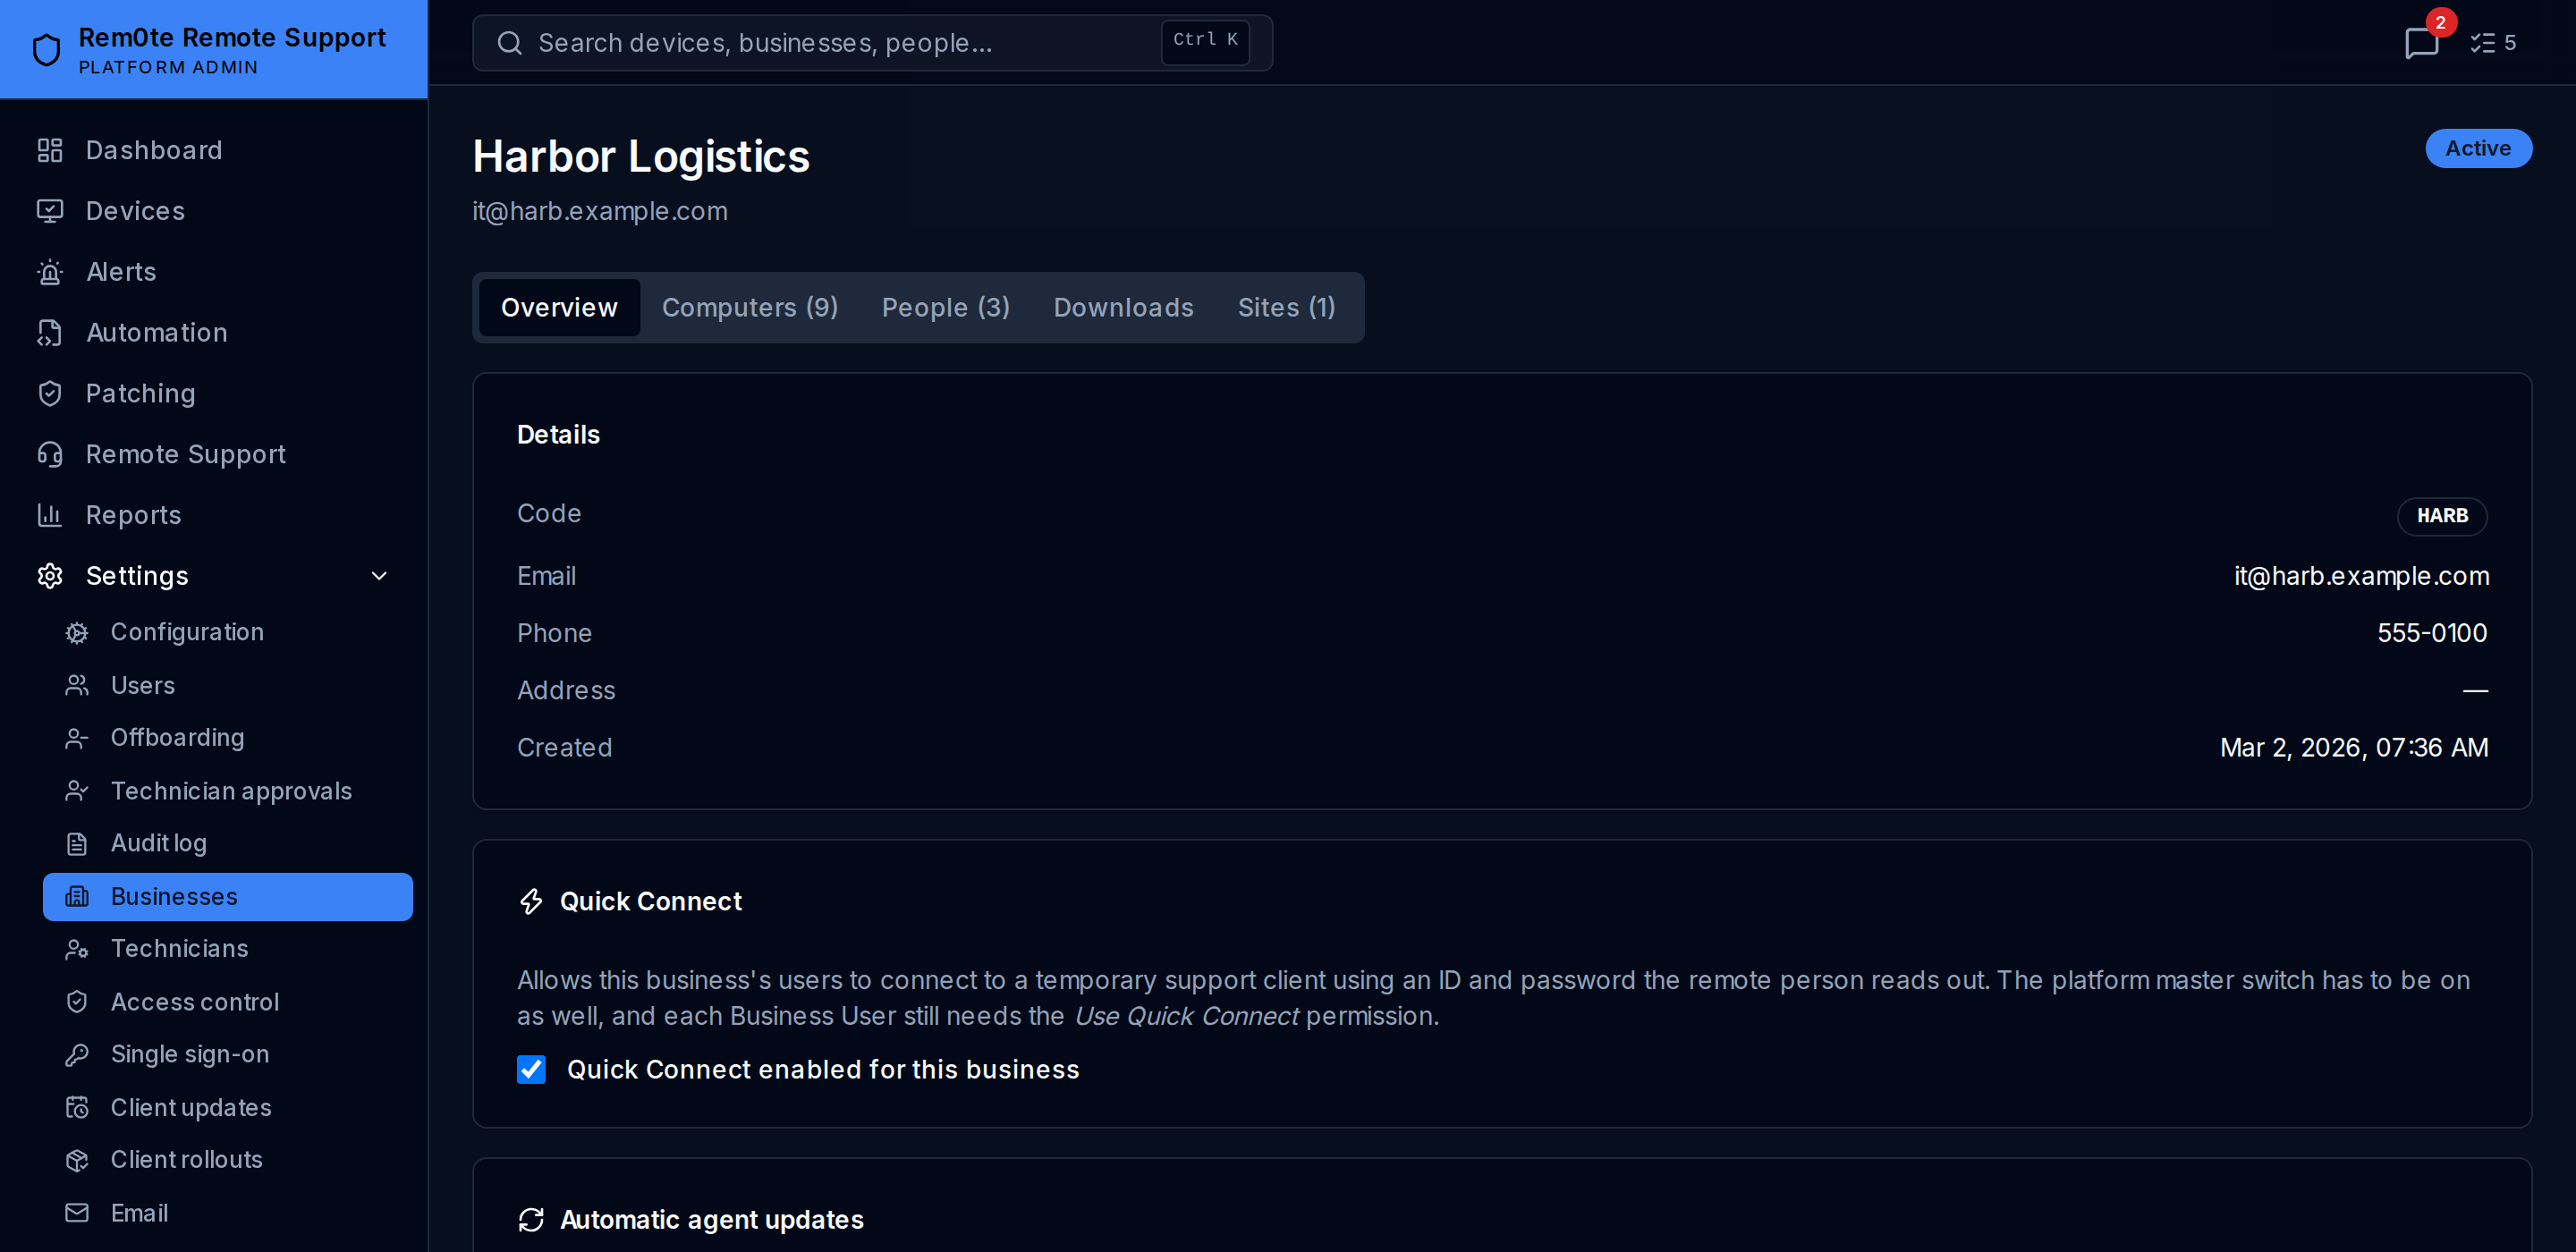 Rem0te Remote Support
PLATFORM ADMIN
Search devices, businesses, people...
Ctrl K
2
5
Dashboard
Devices
Alerts
Automation
Patching
Remote Support
Reports
Settings
Configuration
Users
Offboarding
Technician approvals
Audit log
Businesses
Technicians
Access control
Single sign-on
Client updates
Client rollouts
Email
Harbor Logistics
Active
it@harb.example.com
Overview
Computers (9)
People (3)
Downloads
Sites (1)
Details
Code
HARB
Email
it@harb.example.com
Phone
555-0100
Address
—
Created
Mar 2, 2026, 07:36 AM
Quick Connect
Allows this business's users to connect to a temporary support client using an ID and password the remote person reads out. The platform master switch has to be on
as well, and each Business User still needs the Use Quick Connect permission.
Quick Connect enabled for this business
Automatic agent updates